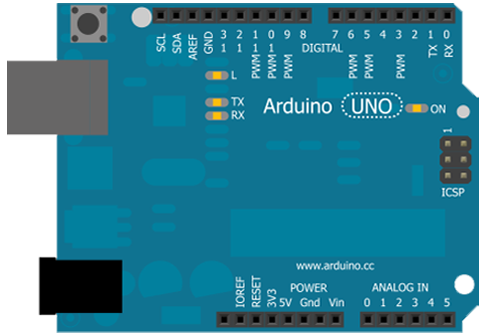 SCL SDA AREF GND 13 12 11 10 9 8 DIGITAL 7 6 5 4 3 2 1 0
PWM PWM PWM PWM PWM PWM TX RX
L
TX
RX
Arduino UNO ON
1
ICSP
www.arduino.cc
IOREF RESET 3V3 5V Gnd Vin
POWER
ANALOG IN
0 1 2 3 4 5